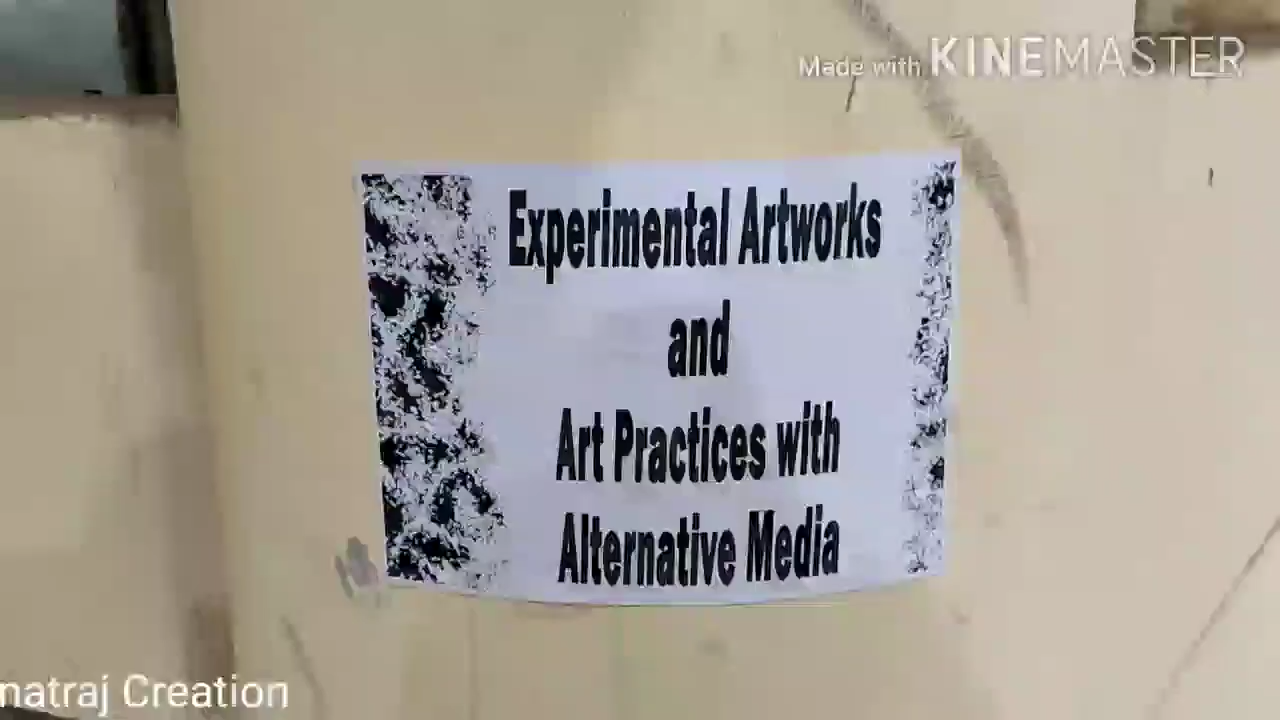 Made with KINEMASTER
Experimental Artworks
and
Art Practices with
Alternative Media
natraj Creation